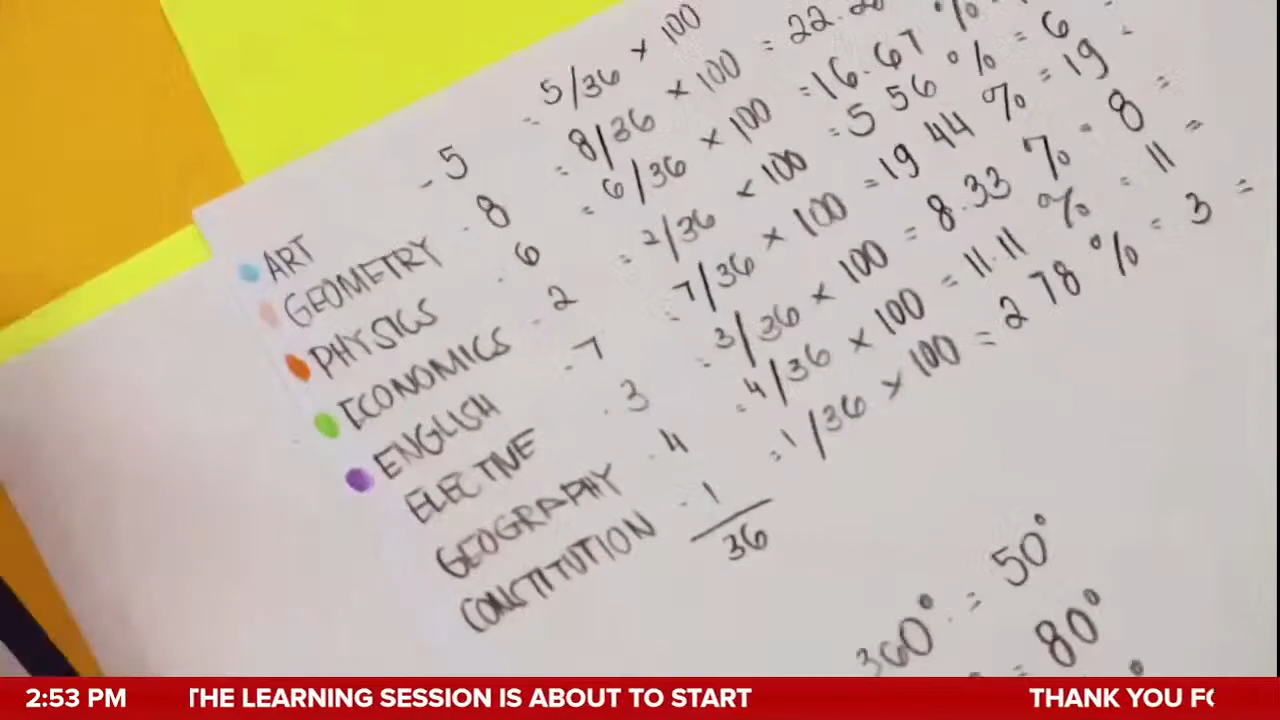 ART - 5 = 5/36 × 100
GEOMETRY - 8 = 8/36 × 100 = 22.2
PHYSICS - 6 = 6/36 × 100 = 16.67 %
ECONOMICS - 2 = 2/36 × 100 = 5 56 % = 6
ENGLISH - 7 = 7/36 × 100 = 19 44 % = 19 =
ELECTIVE - 3 = 3/36 × 100 = 8.33 % = 8 =
GEOGRAPHY - 4 = 4/36 × 100 = 11.11 % = 11 =
CONSTITUTION - 1 = 1/36 × 100 = 2 78 % = 3 =
36
360° = 50°
= 80°
2:53 PM THE LEARNING SESSION IS ABOUT TO START THANK YOU